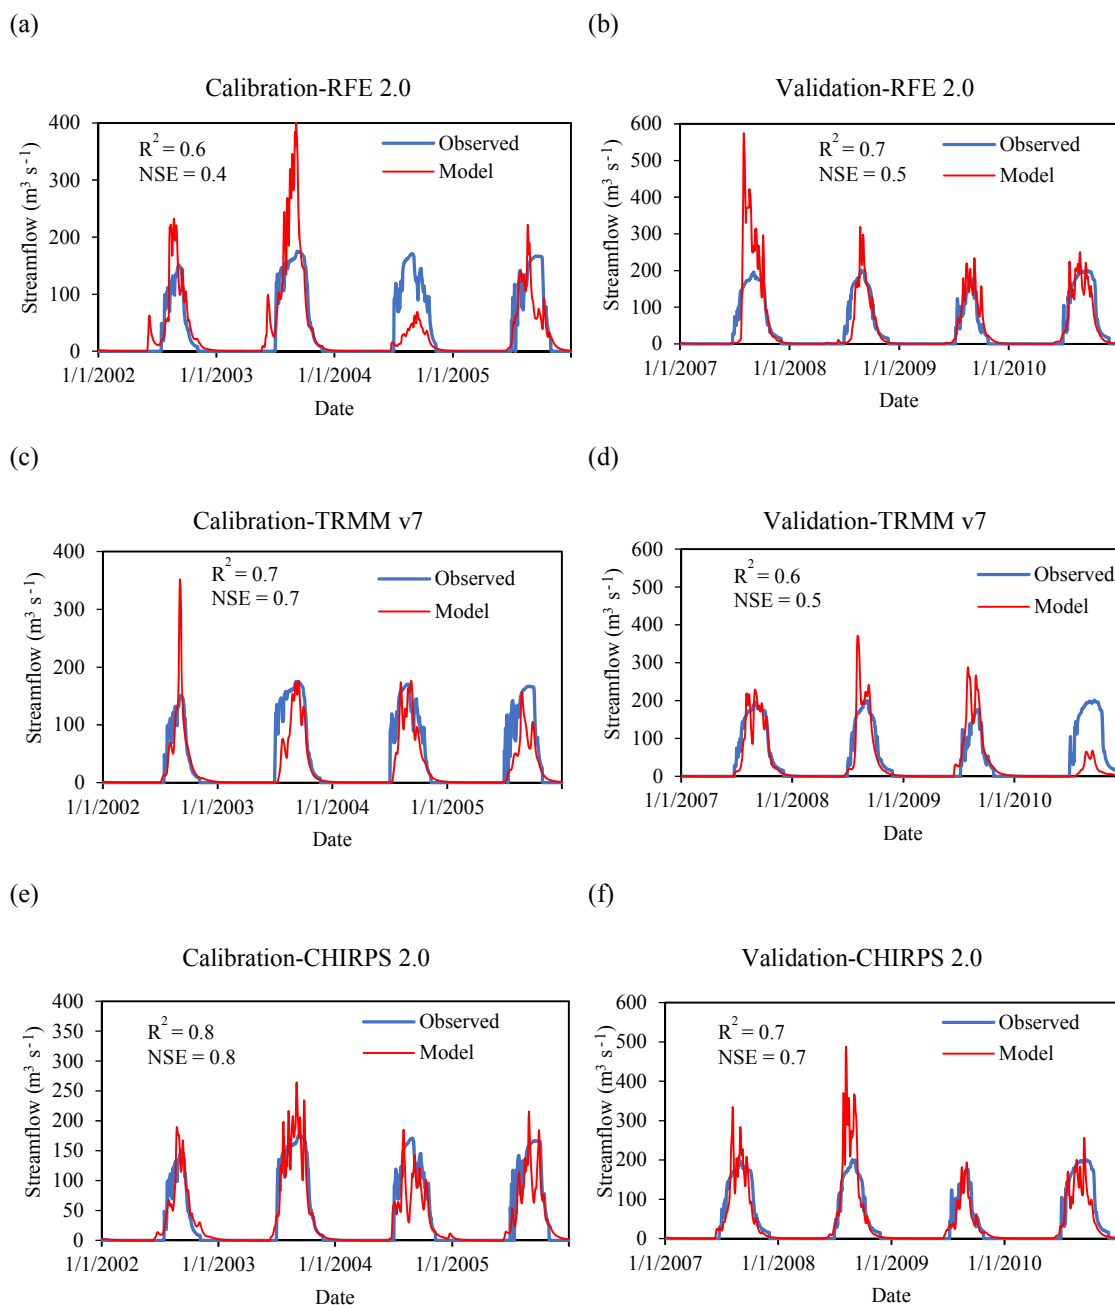 (a)
Calibration-RFE 2.0
R² = 0.6
NSE = 0.4
Observed
Model
Streamflow (m³ s⁻¹)
400
300
200
100
0
1/1/2002
1/1/2003
1/1/2004
1/1/2005
Date
(b)
Validation-RFE 2.0
R² = 0.7
NSE = 0.5
Observed
Model
Streamflow (m³ s⁻¹)
600
500
400
300
200
100
0
1/1/2007
1/1/2008
1/1/2009
1/1/2010
Date
(c)
Calibration-TRMM v7
R² = 0.7
NSE = 0.7
Observed
Model
Streamflow (m³ s⁻¹)
400
300
200
100
0
1/1/2002
1/1/2003
1/1/2004
1/1/2005
Date
(d)
Validation-TRMM v7
R² = 0.6
NSE = 0.5
Observed
Model
Streamflow (m³ s⁻¹)
600
500
400
300
200
100
0
1/1/2007
1/1/2008
1/1/2009
1/1/2010
Date
(e)
Calibration-CHIRPS 2.0
R² = 0.8
NSE = 0.8
Observed
Model
Streamflow (m³ s⁻¹)
400
350
300
250
200
150
100
50
0
1/1/2002
1/1/2003
1/1/2004
1/1/2005
Date
(f)
Validation-CHIRPS 2.0
R² = 0.7
NSE = 0.7
Observed
Model
Streamflow (m³ s⁻¹)
600
500
400
300
200
100
0
1/1/2007
1/1/2008
1/1/2009
1/1/2010
Date